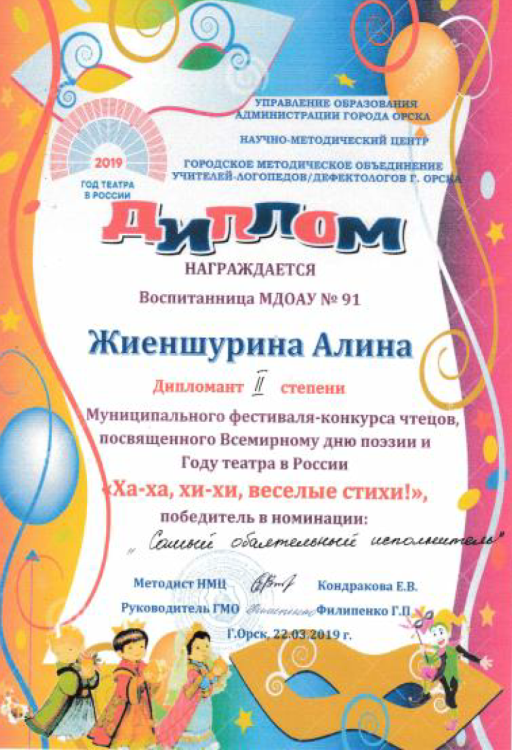 УПРАВЛЕНИЕ ОБРАЗОВАНИЯ
АДМИНИСТРАЦИИ ГОРОДА ОРСКА
НАУЧНО-МЕТОДИЧЕСКИЙ ЦЕНТР
ГОРОДСКОЕ МЕТОДИЧЕСКОЕ ОБЪЕДИНЕНИЕ
УЧИТЕЛЕЙ-ЛОГОПЕДОВ/ДЕФЕКТОЛОГОВ Г. ОРСКА
2019
ГОД ТЕАТРА
В РОССИИ
ДИПЛОМ
НАГРАЖДАЕТСЯ
Воспитанница МДОАУ № 91
Жиеншурина Алина
Дипломант II степени
Муниципального фестиваля-конкурса чтецов,
посвященного Всемирному дню поэзии и
Году театра в России
«Ха-ха, хи-хи, веселые стихи!»,
победитель в номинации:
„Самый обаятельный исполнитель"
Методист НМЦ Кондракова Е.В.
Руководитель ГМО Филипенко Г.П.
Г.Орск, 22.03.2019 г.